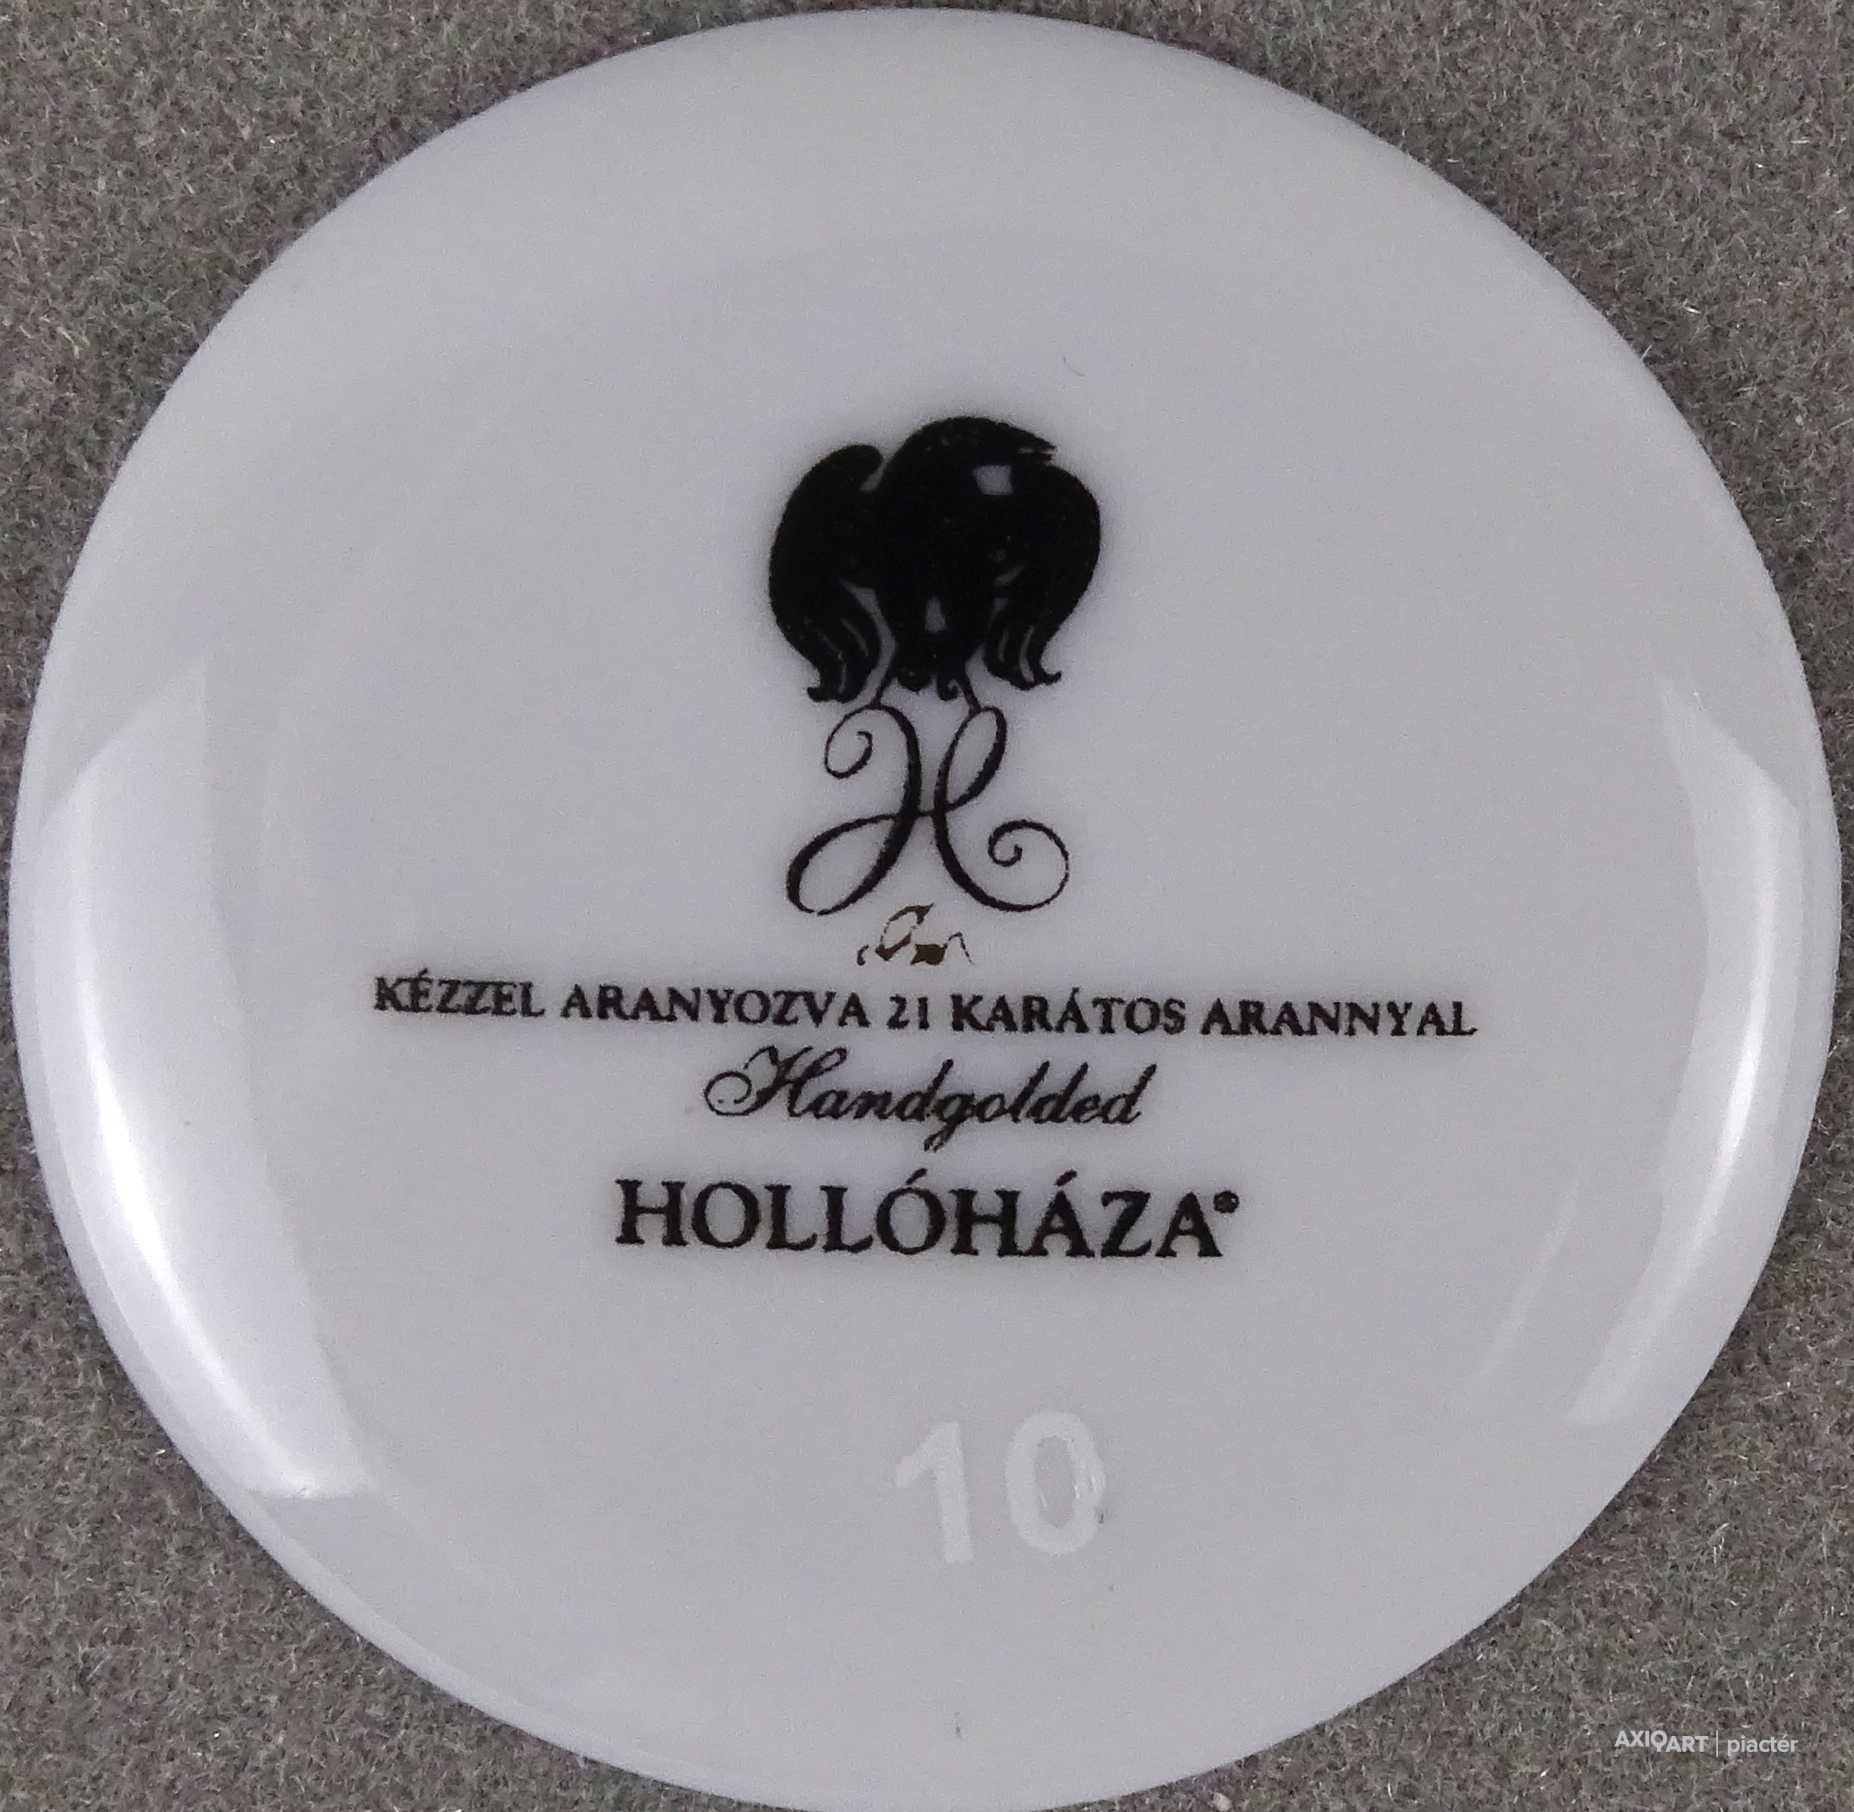 H
KÉZZEL ARANYOZVA 21 KARÁTOS ARANNYAL
Handgolded
HOLLÓHÁZA®
10
AXIOART | piactér